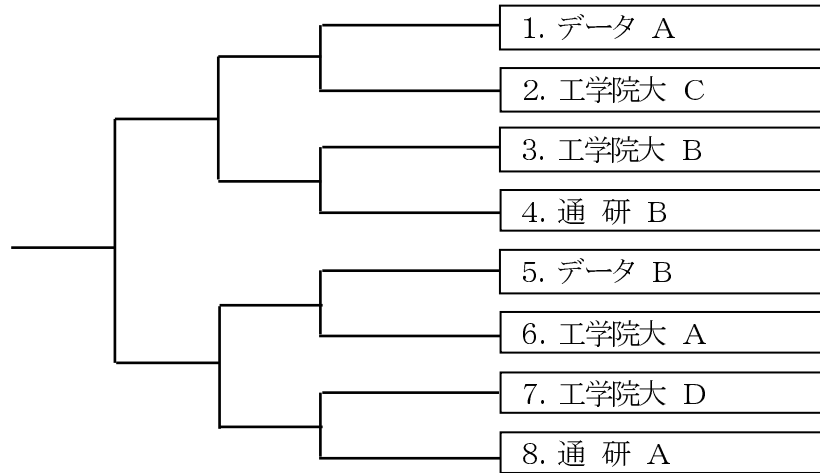 1. データ A
2. 工学院大 C
3. 工学院大 B
4. 通 研 B
5. データ B
6. 工学院大 A
7. 工学院大 D
8. 通 研 A